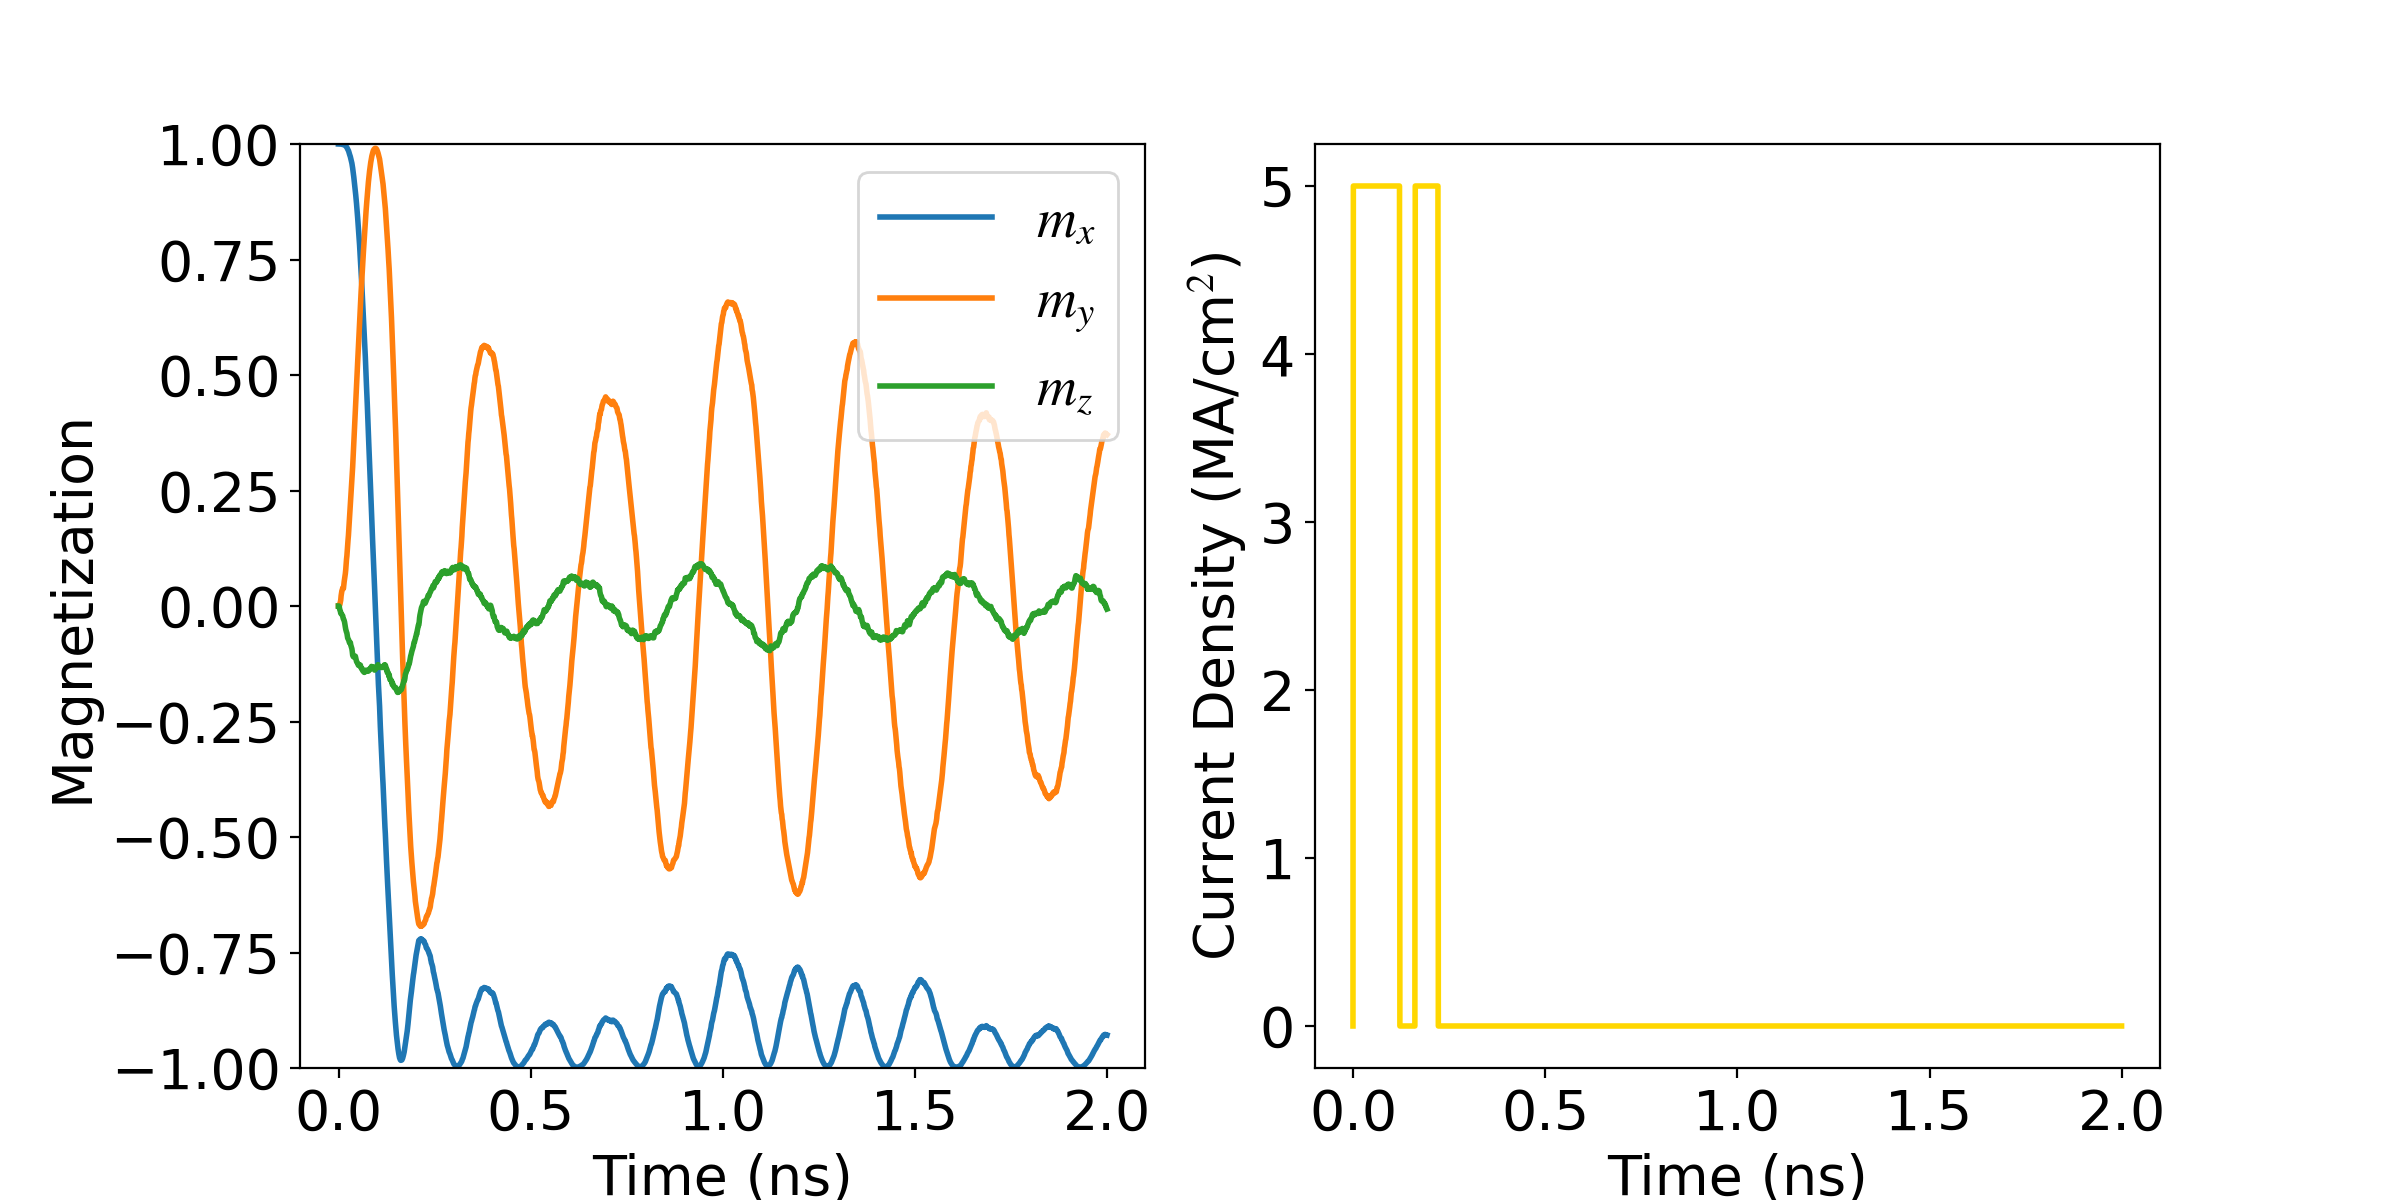 1.00
0.75
0.50
0.25
0.00
−0.25
−0.50
−0.75
−1.00
Magnetization
0.0 0.5 1.0 1.5 2.0
Time (ns)
m_x
m_y
m_z
5
4
3
2
1
0
Current Density (MA/cm²)
0.0 0.5 1.0 1.5 2.0
Time (ns)